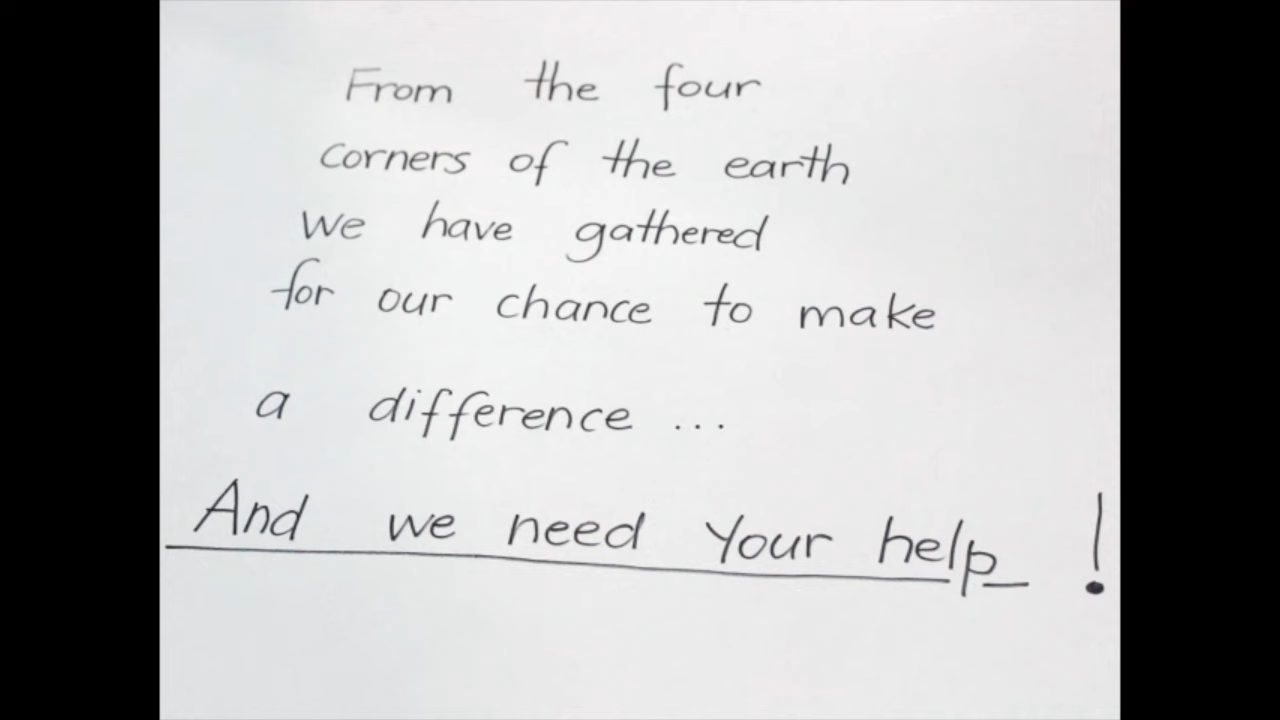 From the four
corners of the earth
we have gathered
for our chance to make
a difference ...
And we need Your help !